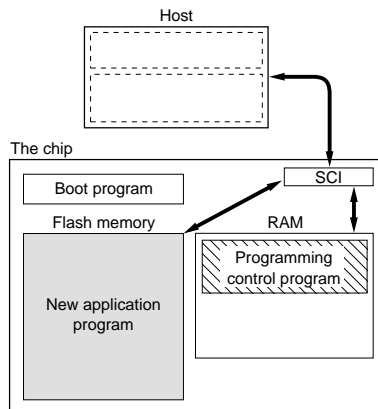 Host
The chip
SCI
Boot program
Flash memory
RAM
Programming
control program
New application
program